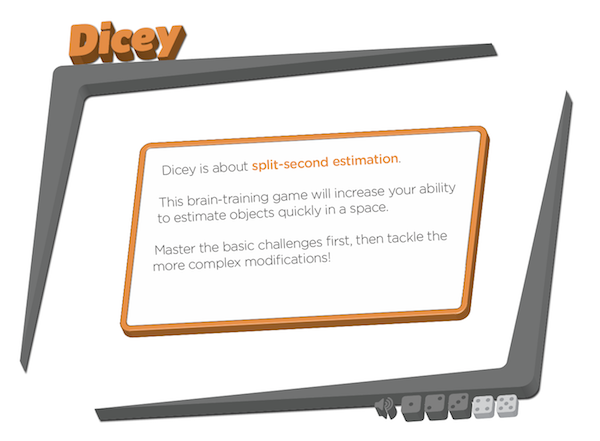 Dicey
Dicey is about split-second estimation.
This brain-training game will increase your ability
to estimate objects quickly in a space.
Master the basic challenges first, then tackle the
more complex modifications!